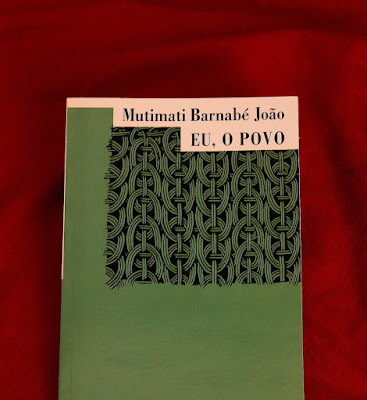 Mutimati Barnabé João
EU, O POVO